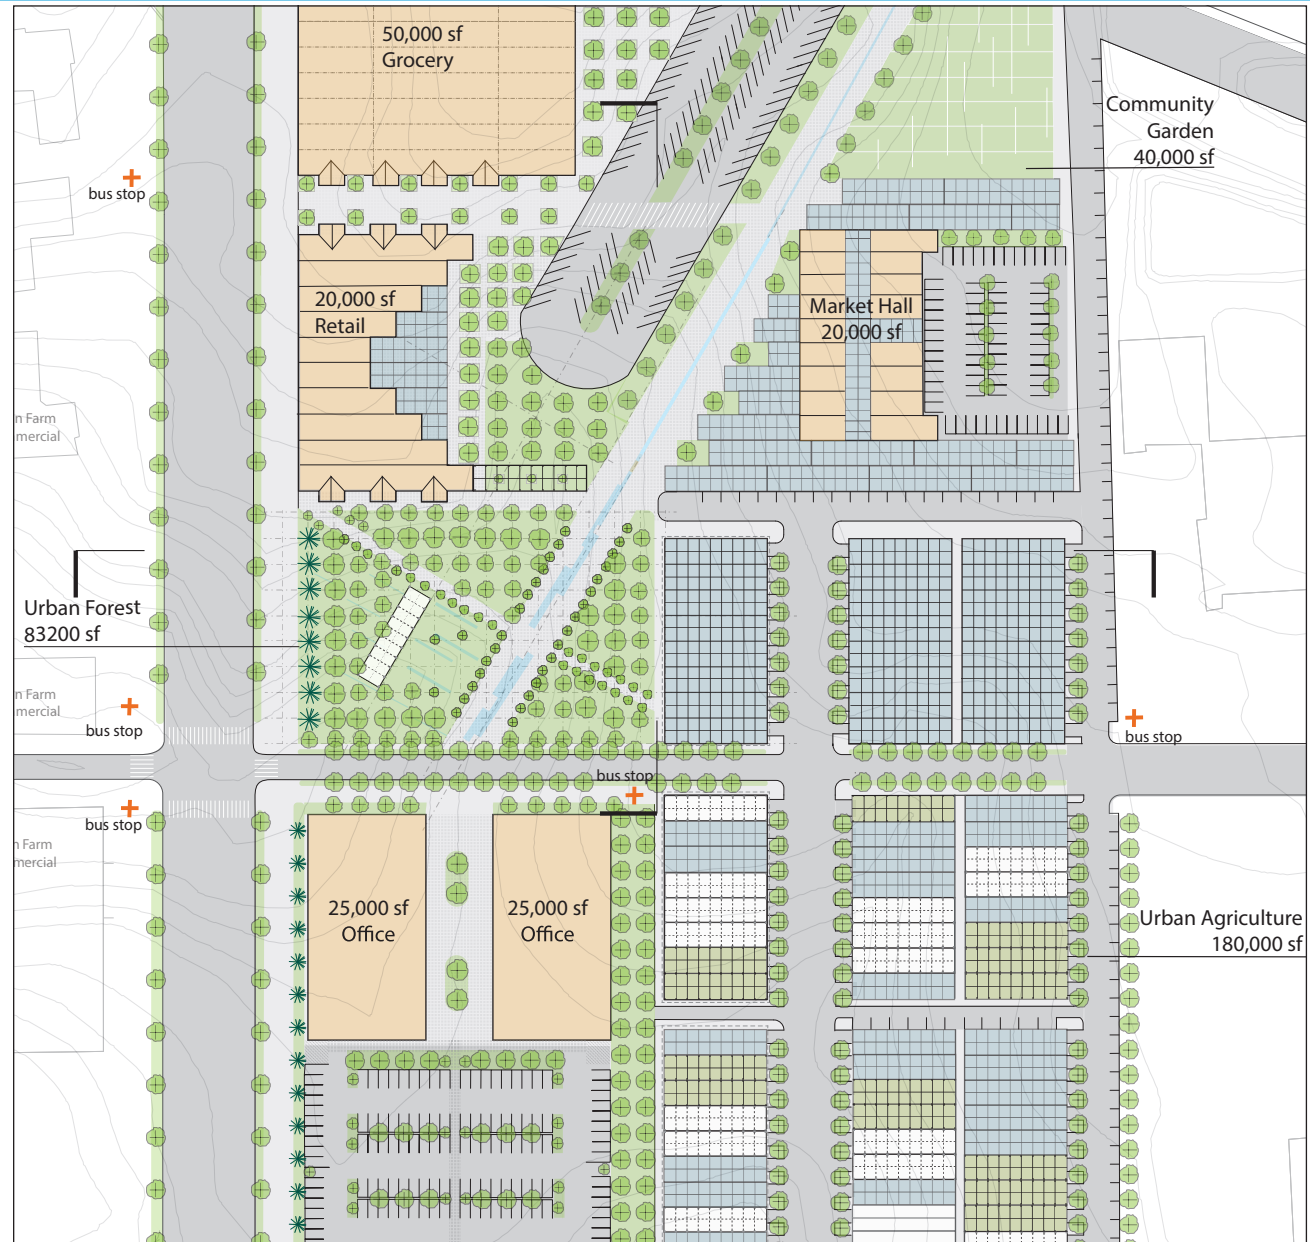 50,000 sf
Grocery
Community
Garden
40,000 sf
bus stop
20,000 sf
Retail
Market Hall
20,000 sf
n Farm
mercial
Urban Forest
83200 sf
n Farm
mercial
bus stop
bus stop
bus stop
bus stop
n Farm
mercial
25,000 sf
Office
25,000 sf
Office
Urban Agriculture
180,000 sf